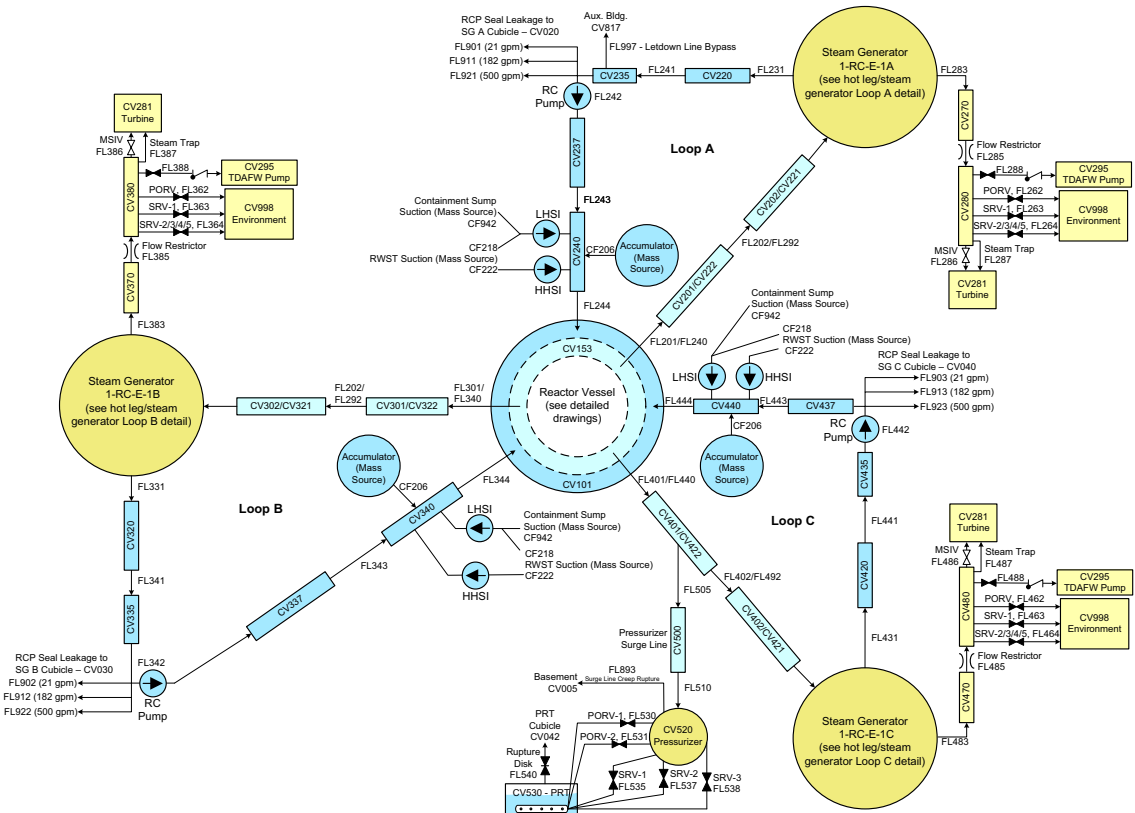 RCP Seal Leakage to
SG A Cubicle – CV020
FL901 (21 gpm)
FL911 (182 gpm)
FL921 (500 gpm)
Aux. Bldg.
CV817
FL997 - Letdown Line Bypass
CV235
FL241
CV220
FL231
Steam Generator
1-RC-E-1A
(see hot leg/steam
generator Loop A detail)
FL283
CV270
Flow Restrictor
FL285
CV280
FL288
CV295
TDAFW Pump
PORV, FL262
SRV-1, FL263
SRV-2/3/4/5, FL264
CV998
Environment
MSIV
FL286
Steam Trap
FL287
CV281
Turbine
RC
Pump
FL242
CV237
Loop A
FL243
Containment Sump
Suction (Mass Source)
CF942
LHSI
CF218
RWST Suction (Mass Source)
CF222
HHSI
CV240
CF206
Accumulator
(Mass
Source)
FL244
CV202/CV221
FL202/FL292
CV201/CV222
FL201/FL240
CV281
Turbine
MSIV
FL386
Steam Trap
FL387
FL388
CV295
TDAFW Pump
CV380
PORV, FL362
SRV-1, FL363
SRV-2/3/4/5, FL364
CV998
Environment
Flow Restrictor
FL385
CV370
FL383
Steam Generator
1-RC-E-1B
(see hot leg/steam
generator Loop B detail)
CV302/CV321
FL202/
FL292
CV301/CV322
FL301/
FL340
CV153
Reactor Vessel
(see detailed
drawings)
CV101
Containment Sump
Suction (Mass Source)
CF942
CF218
RWST Suction (Mass Source)
CF222
LHSI
HHSI
FL444
CV440
FL443
CV437
CF206
Accumulator
(Mass
Source)
RCP Seal Leakage to
SG C Cubicle – CV040
FL903 (21 gpm)
FL913 (182 gpm)
FL923 (500 gpm)
RC
Pump
FL442
CV435
FL441
CV420
FL431
Loop C
FL331
CV320
FL341
CV335
Loop B
FL342
RC
Pump
RCP Seal Leakage to
SG B Cubicle – CV030
FL902 (21 gpm)
FL912 (182 gpm)
FL922 (500 gpm)
CV337
FL343
CV340
FL344
Accumulator
(Mass
Source)
CF206
LHSI
Containment Sump
Suction (Mass Source)
CF942
CF218
RWST Suction (Mass Source)
CF222
HHSI
FL401/FL440
CV401/CV422
FL402/FL492
CV402/CV421
FL505
Pressurizer
Surge Line
CV500
FL510
FL893
Surge Line Creep Rupture
Basement
CV005
PRT
Cubicle
CV042
Rupture
Disk
FL540
PORV-1, FL530
PORV-2, FL531
CV520
Pressurizer
SRV-1
FL535
SRV-2
FL537
SRV-3
FL538
CV530 - PRT
Steam Generator
1-RC-E-1C
(see hot leg/steam
generator Loop C detail)
FL483
CV470
Flow Restrictor
FL485
CV480
CV281
Turbine
MSIV
FL486
Steam Trap
FL487
FL488
CV295
TDAFW Pump
PORV, FL462
SRV-1, FL463
SRV-2/3/4/5, FL464
CV998
Environment